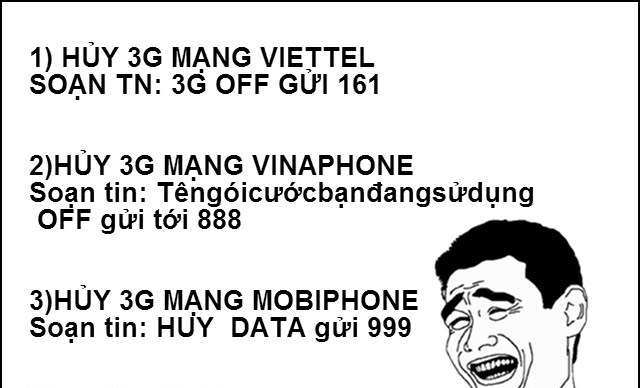 1) HỦY 3G MẠNG VIETTEL
SOẠN TN: 3G OFF GỬI 161
2)HỦY 3G MẠNG VINAPHONE
Soạn tin: Têngóicướcbạnđangsửdụng
OFF gửi tới 888
3)HỦY 3G MẠNG MOBIPHONE
Soạn tin: HUY DATA gửi 999